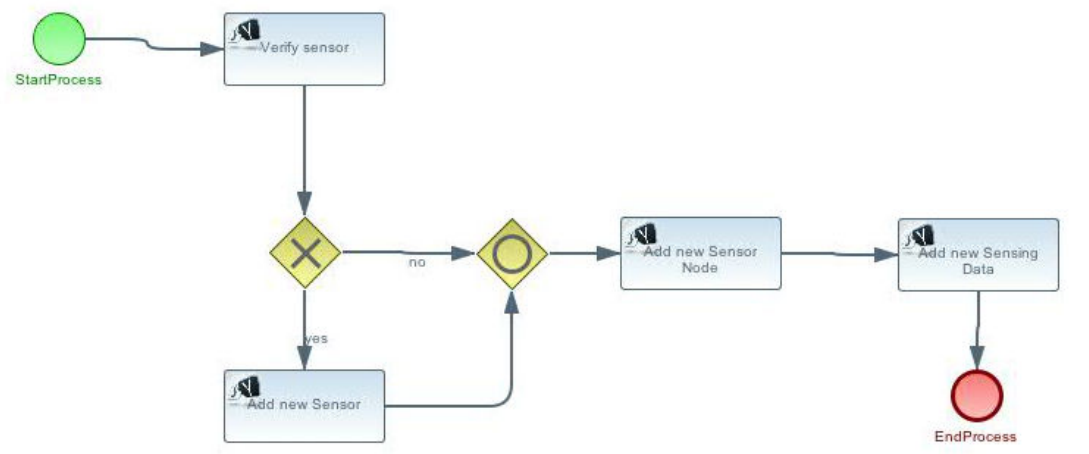 StartProcess
Verify sensor
no
yes
Add new Sensor
Add new Sensor
Node
Add new Sensing
Data
EndProcess